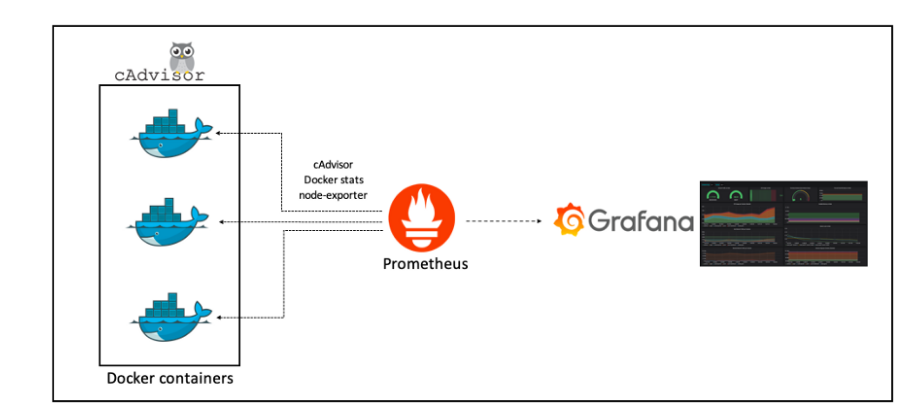 cAdvisor
cAdvisor
Docker stats
node-exporter
Prometheus
Grafana
Docker containers